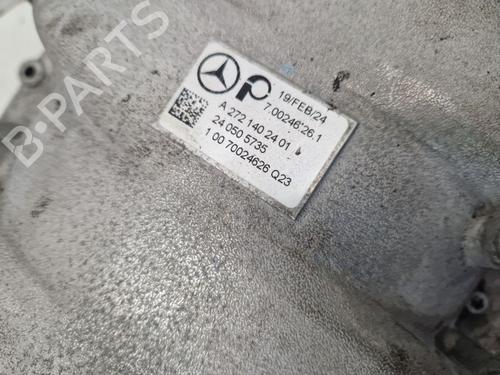 B-PARTS
19/FEB/24
7.00246'26.1
A 272 140 24 01
24 050 5735
1 00 70024626 Q23